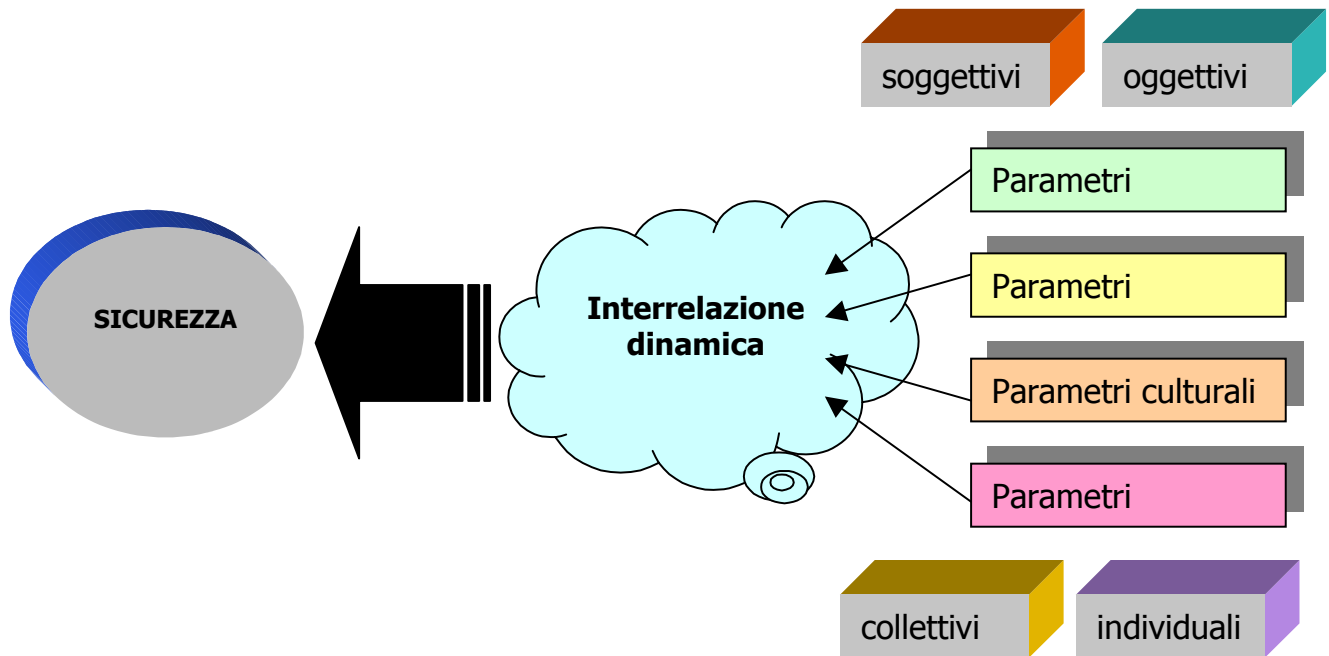 soggettivi
oggettivi
Parametri
Parametri
Parametri culturali
Parametri
Interrelazione
dinamica
SICUREZZA
collettivi
individuali